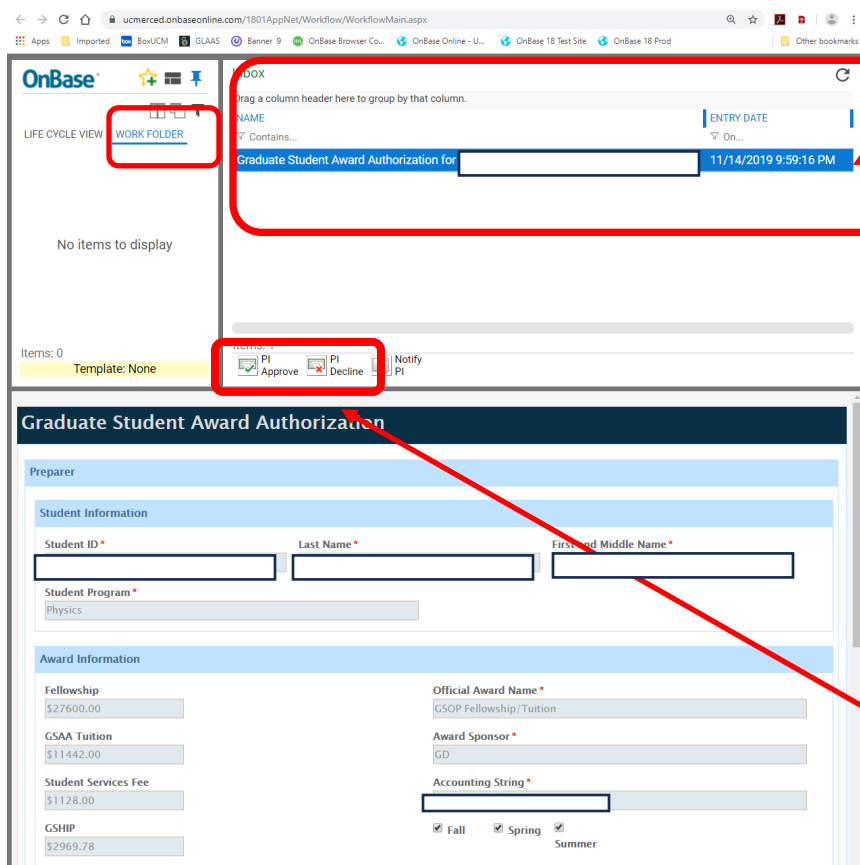 ucmerced.onbaseonline.com/1801AppNet/Workflow/WorkflowMain.aspx
Apps Imported box BoxUCM GLAAS Banner 9 OnBase Browser Co... OnBase Online - U... OnBase 18 Test Site OnBase 18 Prod Other bookmarks
OnBase
LIFE CYCLE VIEW WORK FOLDER
No items to display
Items: 0
Template: None
INBOX
Drag a column header here to group by that column.
NAME ENTRY DATE
Contains... On...
Graduate Student Award Authorization for 11/14/2019 9:59:16 PM
Items: 1
PI Approve
PI Decline
Notify PI
Graduate Student Award Authorization
Preparer
Student Information
Student ID * Last Name * First and Middle Name *
Student Program *
Physics
Award Information
Fellowship Official Award Name *
$27600.00 GSOP Fellowship/Tuition
GSAA Tuition Award Sponsor *
$11442.00 GD
Student Services Fee Accounting String *
$1128.00
GSHIP Fall Spring Summer
$2969.78